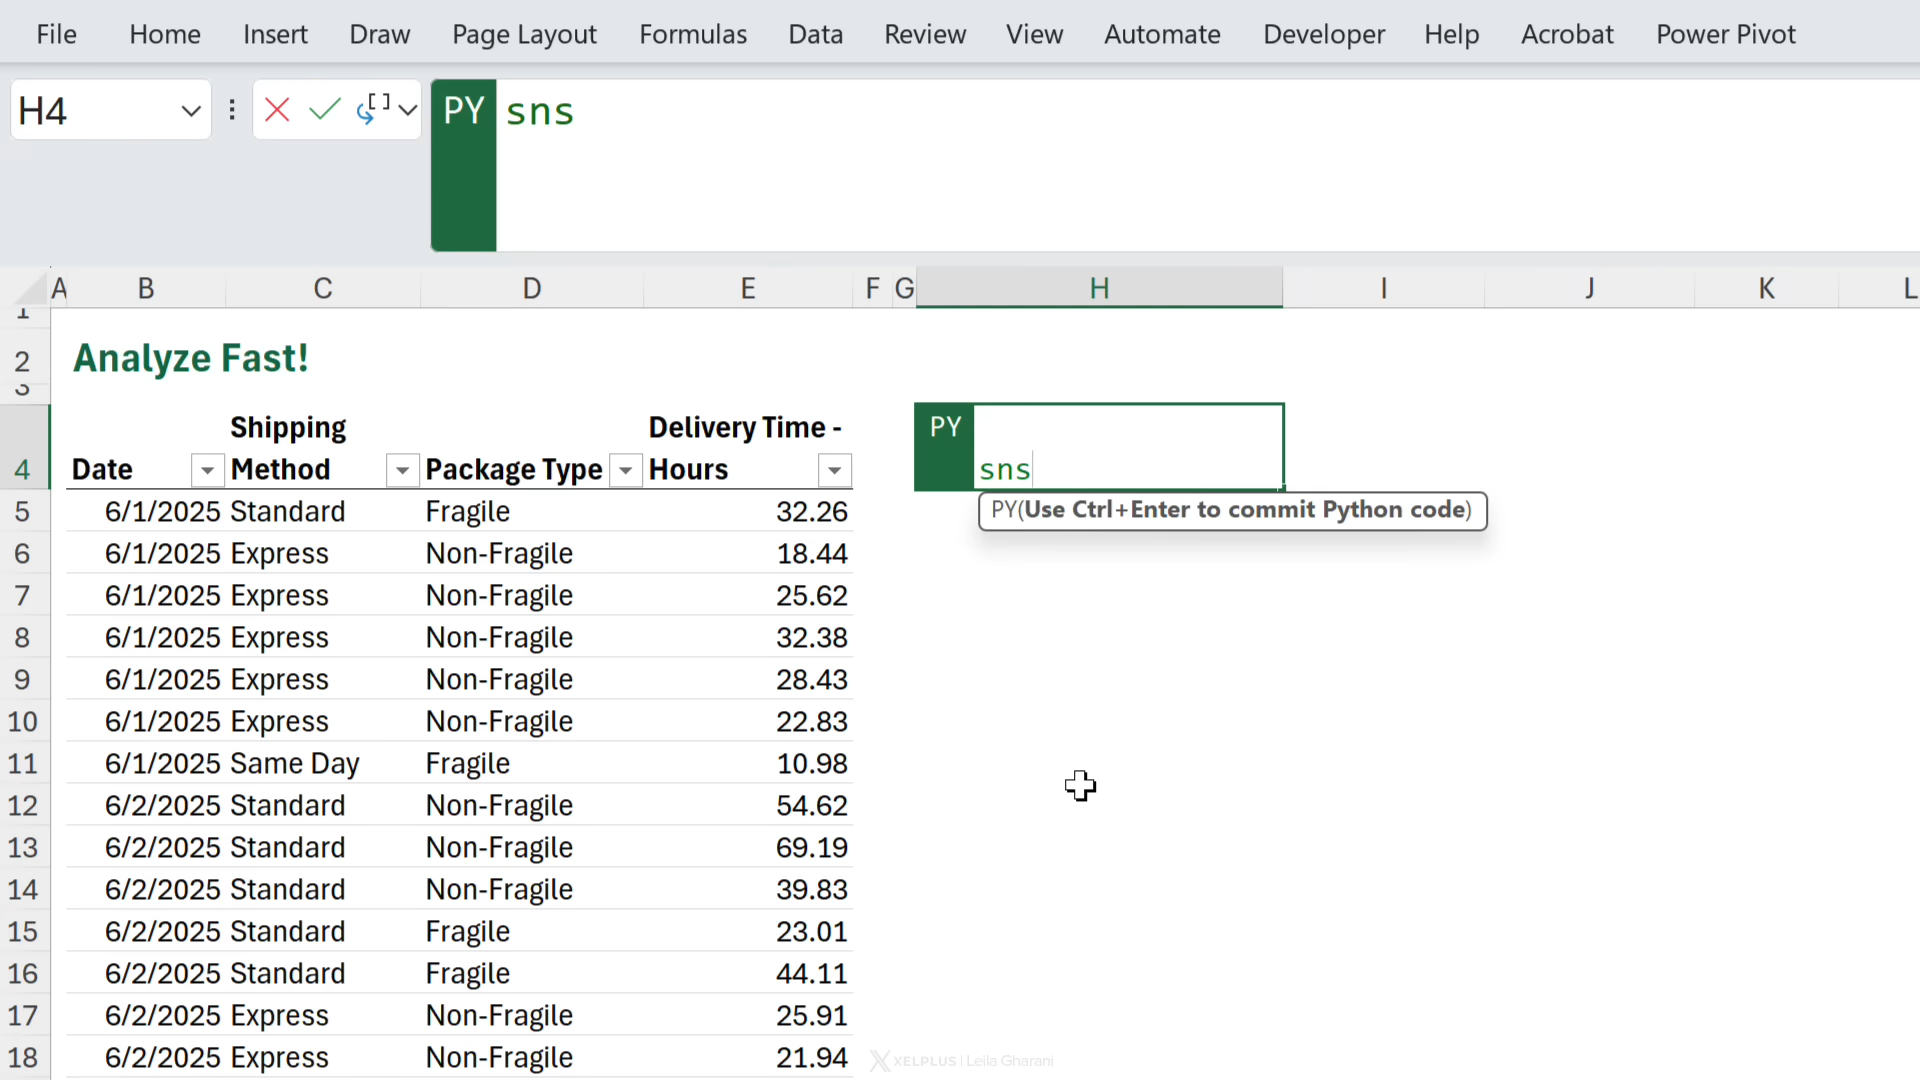 File Home Insert Draw Page Layout Formulas Data Review View Automate Developer Help Acrobat Power Pivot
H4 PY sns
A B C D E F G H I J K L
1
2 Analyze Fast!
3
Shipping Delivery Time - PY
4 Date Method Package Type Hours sns
5 6/1/2025 Standard Fragile 32.26 PY(Use Ctrl+Enter to commit Python code)
6 6/1/2025 Express Non-Fragile 18.44
7 6/1/2025 Express Non-Fragile 25.62
8 6/1/2025 Express Non-Fragile 32.38
9 6/1/2025 Express Non-Fragile 28.43
10 6/1/2025 Express Non-Fragile 22.83
11 6/1/2025 Same Day Fragile 10.98
12 6/2/2025 Standard Non-Fragile 54.62
13 6/2/2025 Standard Non-Fragile 69.19
14 6/2/2025 Standard Non-Fragile 39.83
15 6/2/2025 Standard Fragile 23.01
16 6/2/2025 Standard Fragile 44.11
17 6/2/2025 Express Non-Fragile 25.91
18 6/2/2025 Express Non-Fragile 21.94
XELPLUS | Leila Gharani